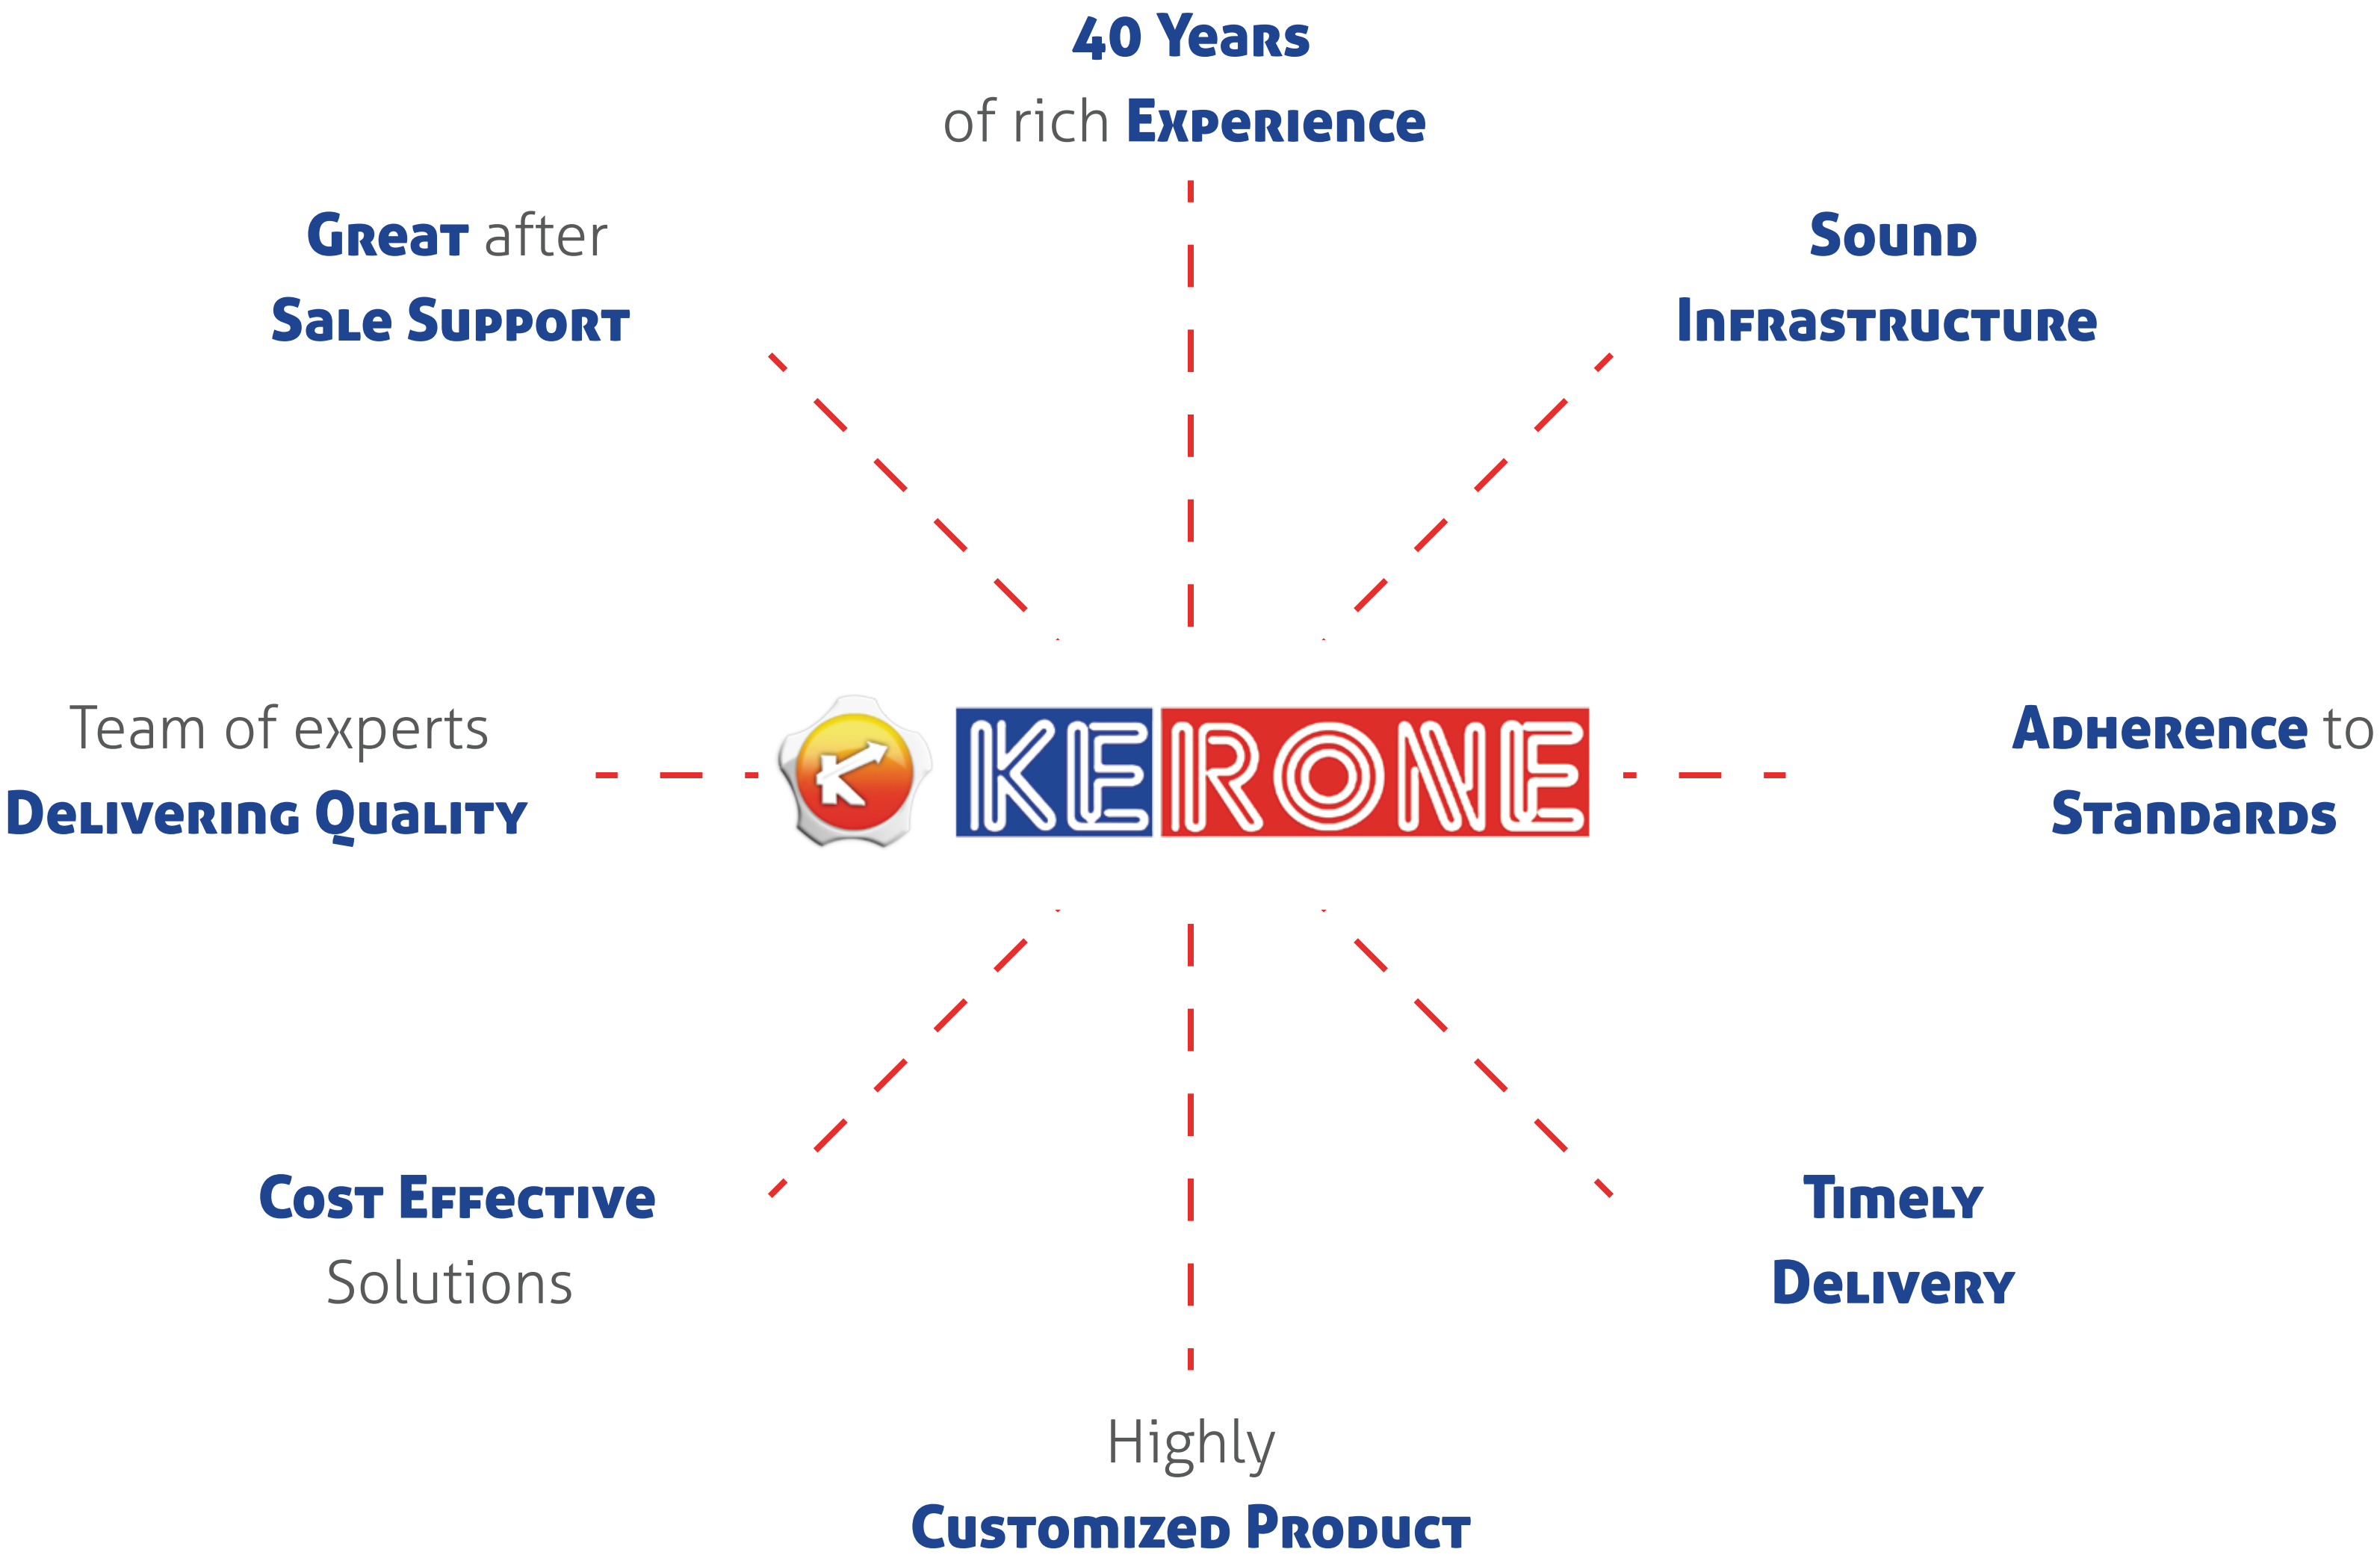 40 Years
of rich Experience
Great after
Sale Support
Sound
Infrastructure
Team of experts
Delivering Quality
K
KERONE
Adherence to
Standards
Cost Effective
Solutions
Timely
Delivery
Highly
Customized Product